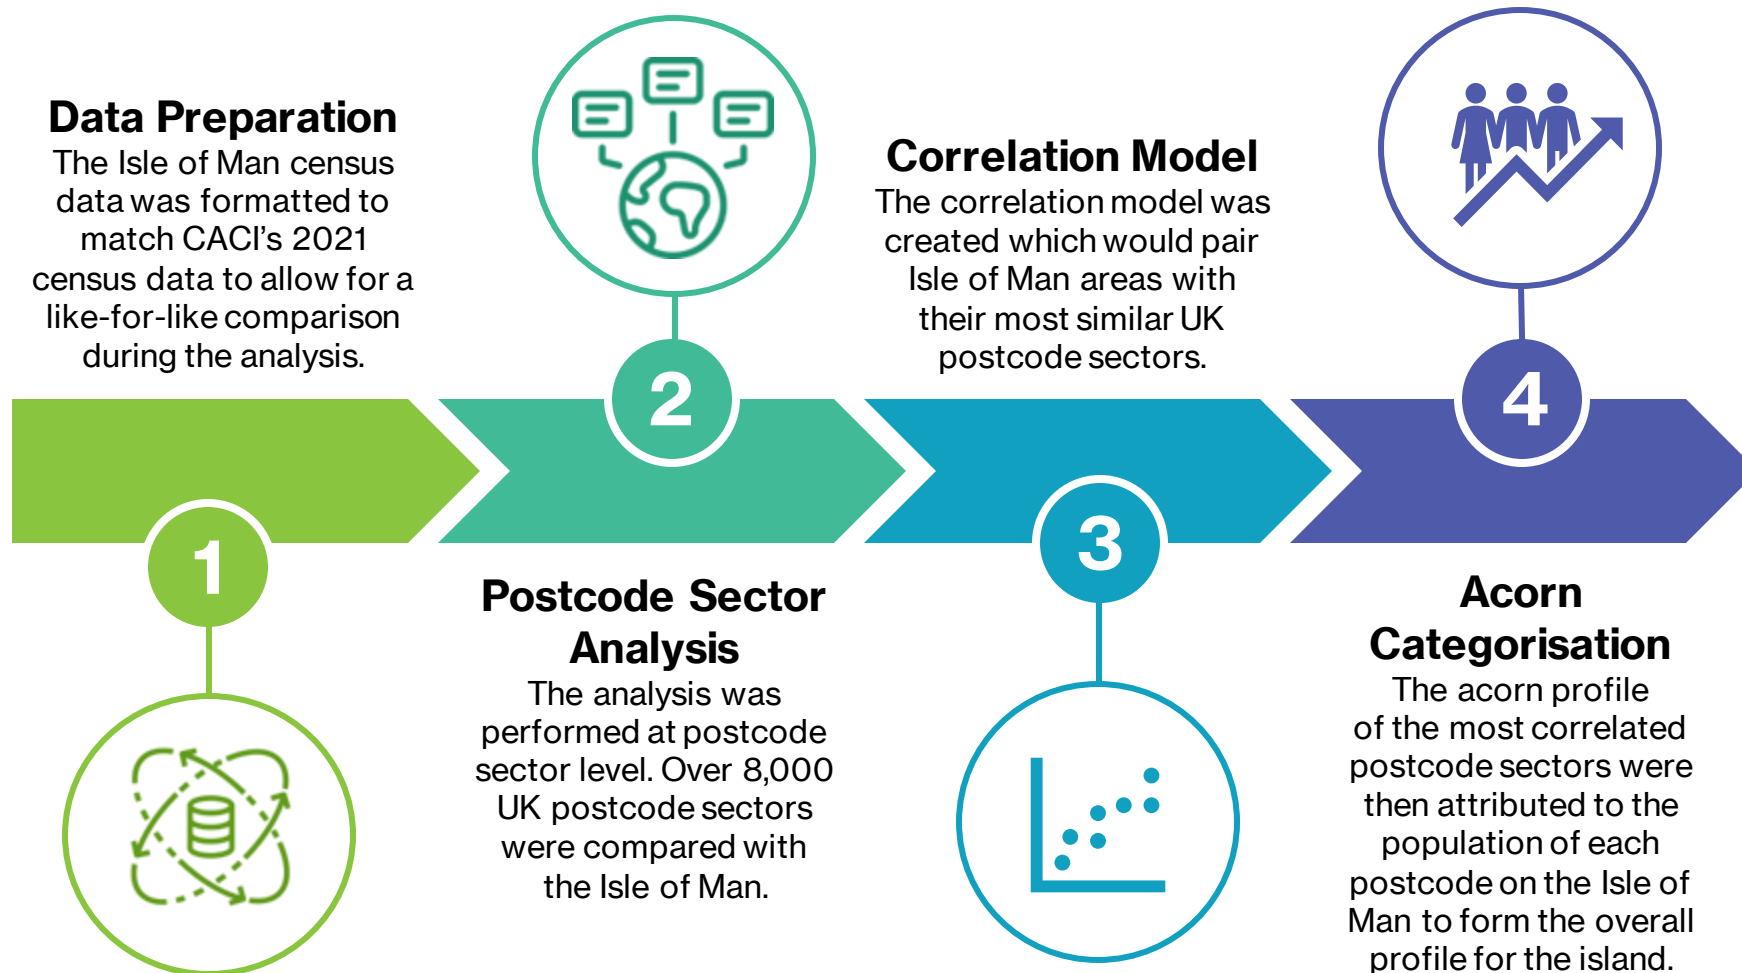 Data Preparation
The Isle of Man census
data was formatted to
match CACI's 2021
census data to allow for a
like-for-like comparison
during the analysis.
1
2
Postcode Sector
Analysis
The analysis was
performed at postcode
sector level. Over 8,000
UK postcode sectors
were compared with
the Isle of Man.
Correlation Model
The correlation model was
created which would pair
Isle of Man areas with
their most similar UK
postcode sectors.
3
4
Acorn
Categorisation
The acorn profile
of the most correlated
postcode sectors were
then attributed to the
population of each
postcode on the Isle of
Man to form the overall
profile for the island.